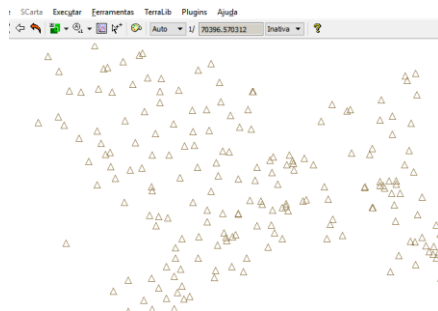 SCarta Executar Ferramentas TerraLib Plugins Ajuda
Auto 1/ 70396.570312 Inativa